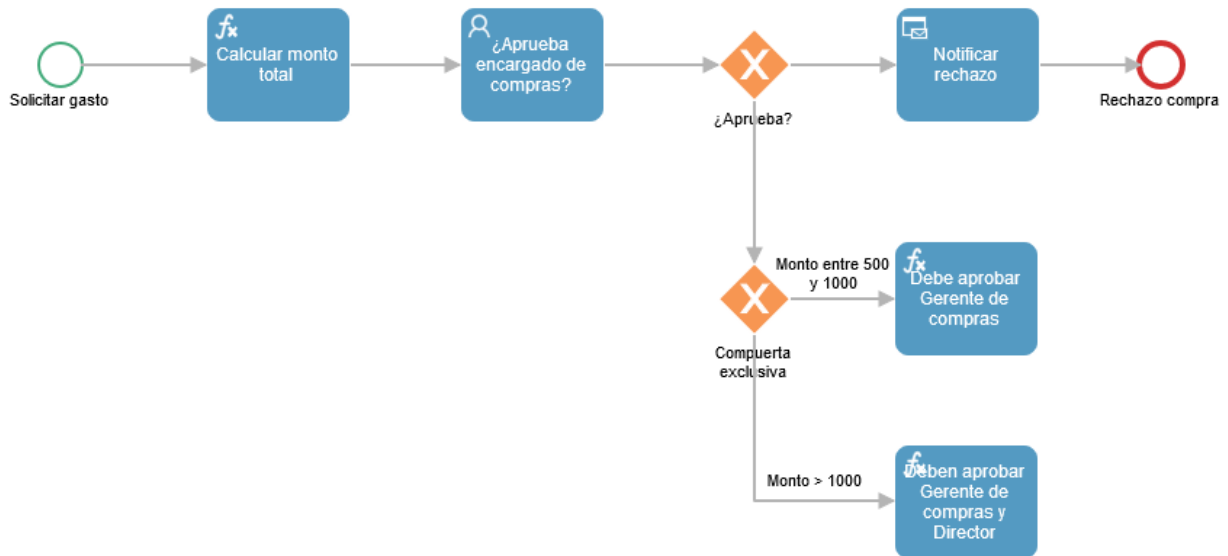 Calcular monto
total
¿Aprueba
encargado de
compras?
Notificar
rechazo
Solicitar gasto
Rechazo compra
¿Aprueba?
Monto entre 500
y 1000
Debe aprobar
Gerente de
compras
Compuerta
exclusiva
Monto > 1000
Deben aprobar
Gerente de
compras y
Director